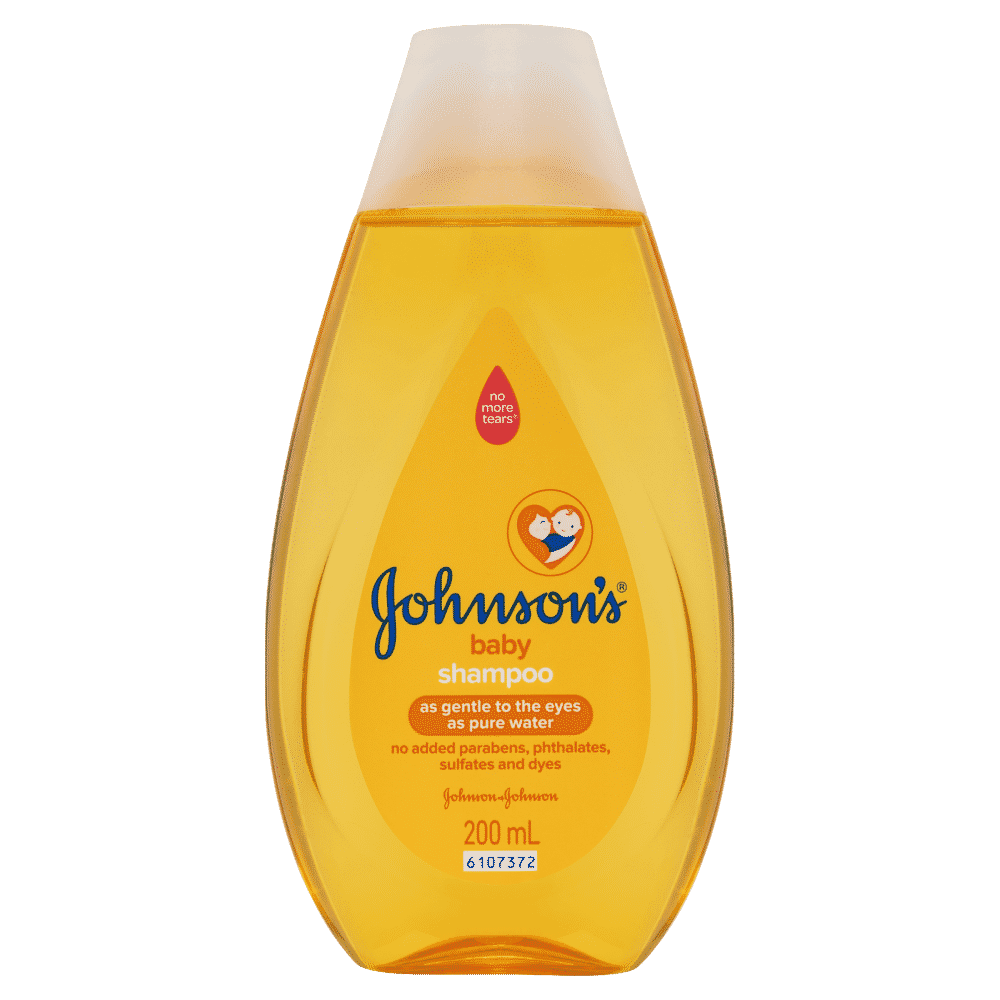 no
more
tears®
Johnson's®
baby
shampoo
as gentle to the eyes
as pure water
no added parabens, phthalates,
sulfates and dyes
Johnson & Johnson
200 mL
6107372